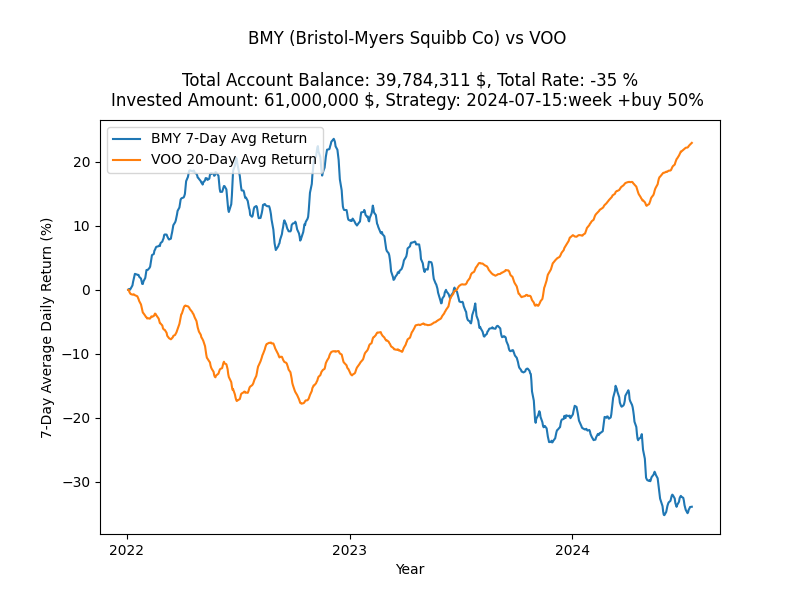 BMY (Bristol-Myers Squibb Co) vs VOO
Total Account Balance: 39,784,311 $, Total Rate: -35 %
Invested Amount: 61,000,000 $, Strategy: 2024-07-15:week +buy 50%
BMY 7-Day Avg Return
VOO 20-Day Avg Return
7-Day Average Daily Return (%)
20
10
0
−10
−20
−30
2022
2023
2024
Year